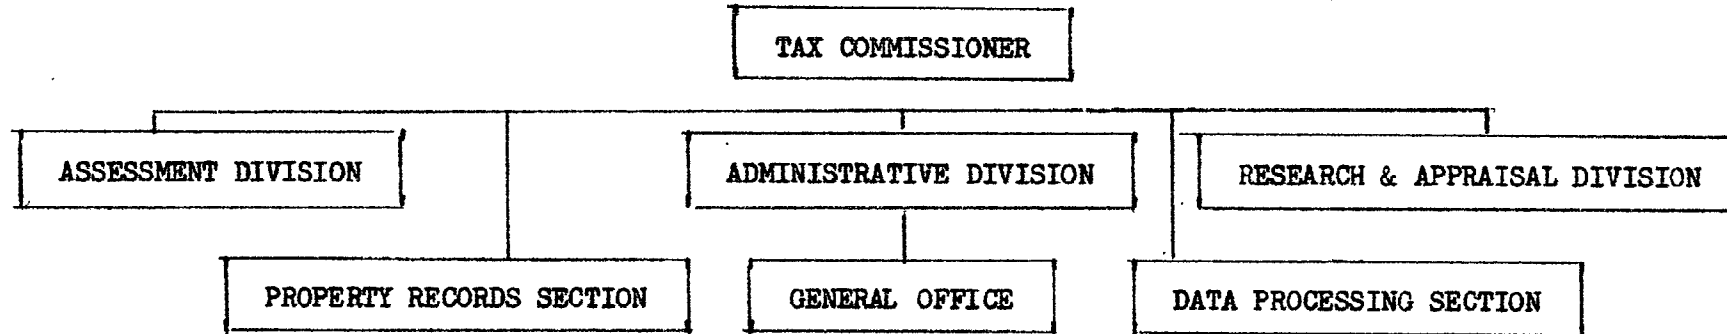 TAX COMMISSIONER
ASSESSMENT DIVISION
ADMINISTRATIVE DIVISION
RESEARCH & APPRAISAL DIVISION
PROPERTY RECORDS SECTION
GENERAL OFFICE
DATA PROCESSING SECTION